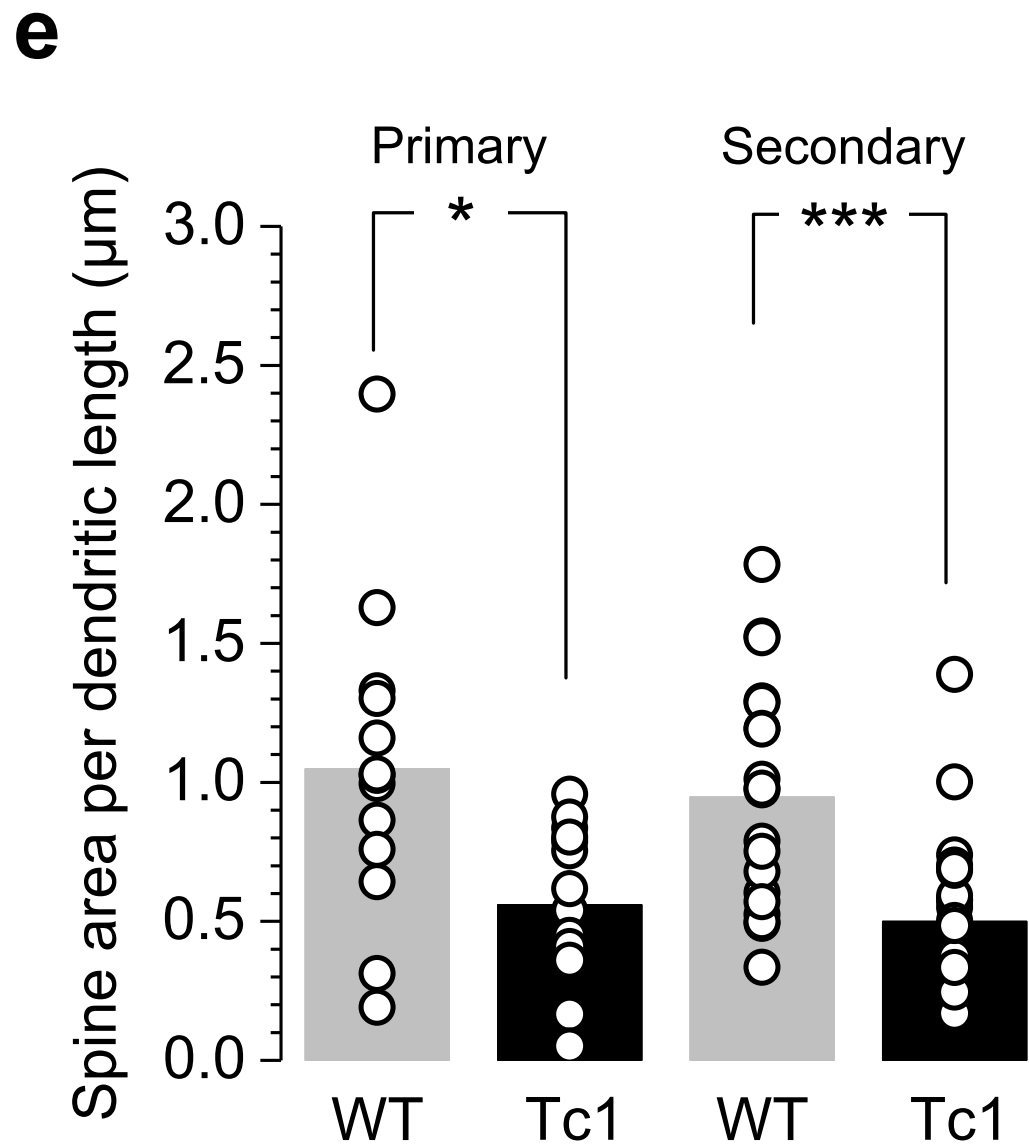 e
Primary
Secondary
*
***
Spine area per dendritic length (μm)
3.0
2.5
2.0
1.5
1.0
0.5
0.0
WT
Tc1
WT
Tc1